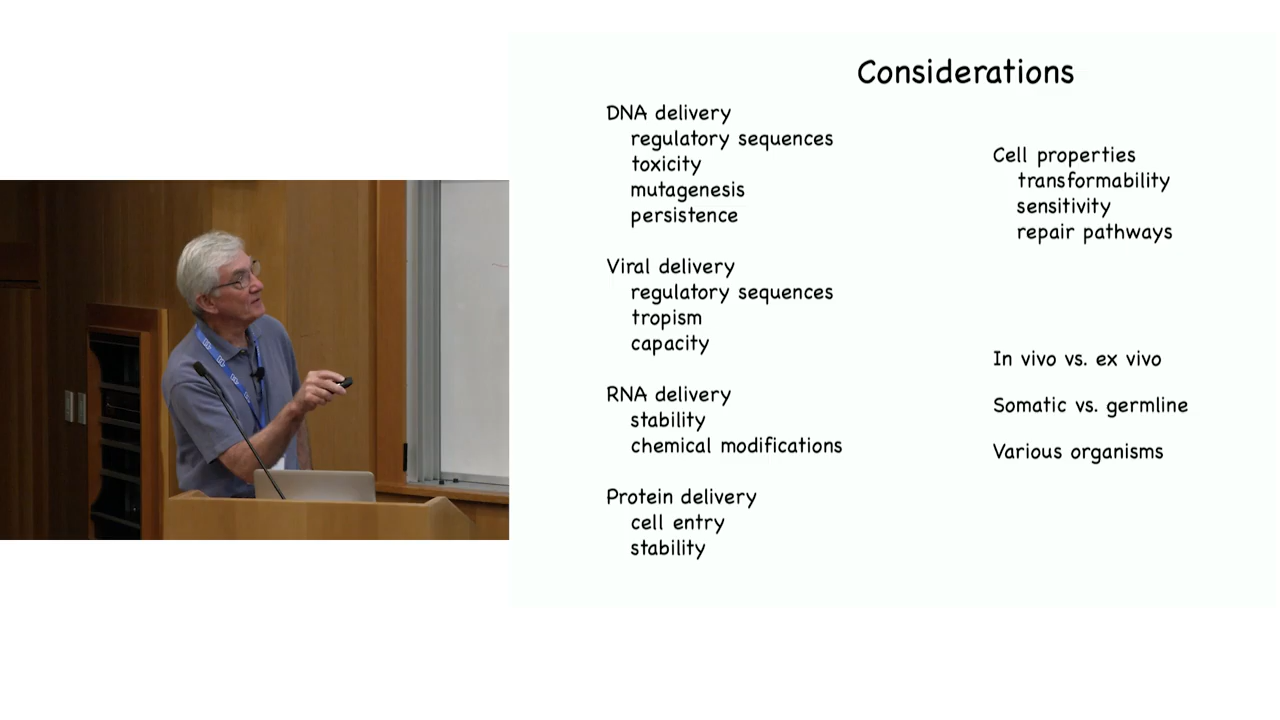 Considerations
DNA delivery
regulatory sequences
toxicity
mutagenesis
persistence
Viral delivery
regulatory sequences
tropism
capacity
RNA delivery
stability
chemical modifications
Protein delivery
cell entry
stability
Cell properties
transformability
sensitivity
repair pathways
In vivo vs. ex vivo
Somatic vs. germline
Various organisms